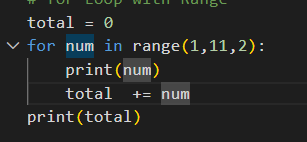 # for Loop with Range
total = 0
for num in range(1,11,2):
    print(num)
    total  += num
print(total)